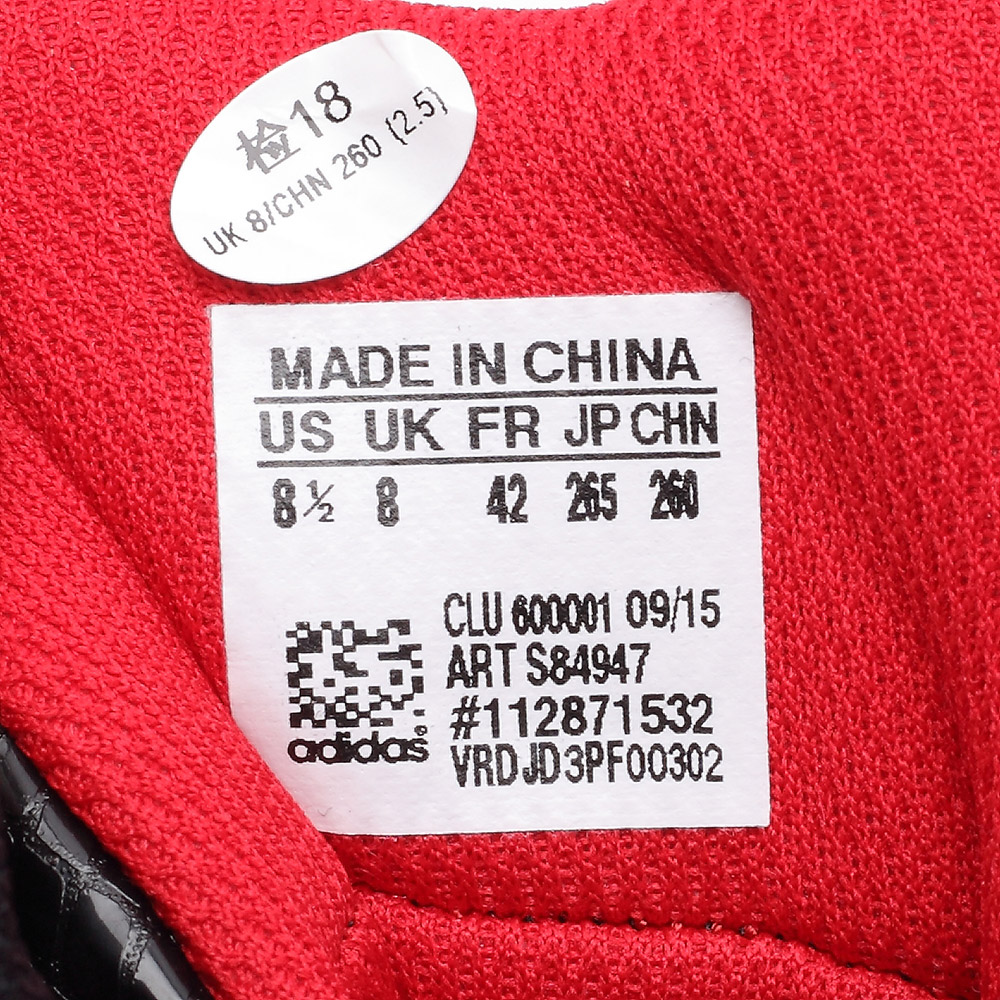 检18
UK 8/CHN 260 (2.5)
MADE IN CHINA
US UK FR JP CHN
8½ 8 42 265 260
CLU 600001 09/15
ART S84947
#112871532
VRDJD3PF00302
adidas®